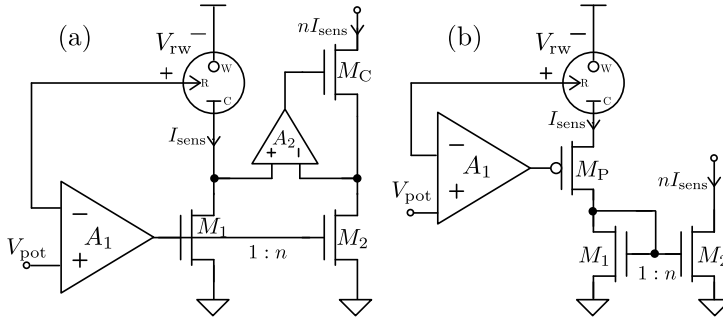 (a)
V_rw
−
nI_sens
W
+
R
C
M_C
I_sens
A_2
+ −
−
A_1
+
V_pot
M_1
1 : n
M_2
(b)
V_rw
−
W
+
R
C
I_sens
−
A_1
+
V_pot
M_P
nI_sens
M_1
1 : n
M_2